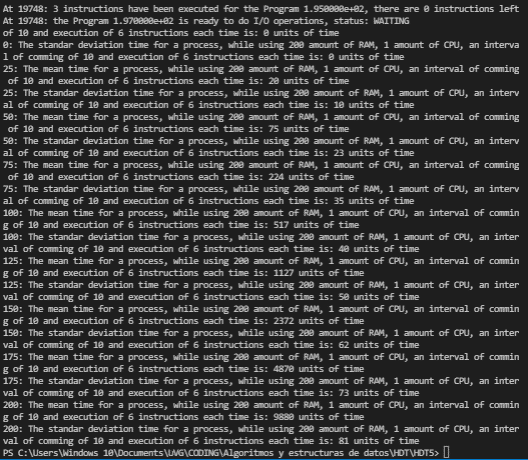 At 19748: 3 instructions have been executed for the Program 1.950000e+02, there are 0 instructions left
At 19748: the Program 1.970000e+02 is ready to do I/O operations, status: WAITING
of 10 and execution of 6 instructions each time is: 0 units of time
0: The standar deviation time for a process, while using 200 amount of RAM, 1 amount of CPU, an interva
l of comming of 10 and execution of 6 instructions each time is: 0 units of time
25: The mean time for a process, while using 200 amount of RAM, 1 amount of CPU, an interval of comming
 of 10 and execution of 6 instructions each time is: 20 units of time
25: The standar deviation time for a process, while using 200 amount of RAM, 1 amount of CPU, an interv
al of comming of 10 and execution of 6 instructions each time is: 10 units of time
50: The mean time for a process, while using 200 amount of RAM, 1 amount of CPU, an interval of comming
 of 10 and execution of 6 instructions each time is: 75 units of time
50: The standar deviation time for a process, while using 200 amount of RAM, 1 amount of CPU, an interv
al of comming of 10 and execution of 6 instructions each time is: 23 units of time
75: The mean time for a process, while using 200 amount of RAM, 1 amount of CPU, an interval of comming
 of 10 and execution of 6 instructions each time is: 224 units of time
75: The standar deviation time for a process, while using 200 amount of RAM, 1 amount of CPU, an interv
al of comming of 10 and execution of 6 instructions each time is: 35 units of time
100: The mean time for a process, while using 200 amount of RAM, 1 amount of CPU, an interval of commin
g of 10 and execution of 6 instructions each time is: 517 units of time
100: The standar deviation time for a process, while using 200 amount of RAM, 1 amount of CPU, an inter
val of comming of 10 and execution of 6 instructions each time is: 40 units of time
125: The mean time for a process, while using 200 amount of RAM, 1 amount of CPU, an interval of commin
g of 10 and execution of 6 instructions each time is: 1127 units of time
125: The standar deviation time for a process, while using 200 amount of RAM, 1 amount of CPU, an inter
val of comming of 10 and execution of 6 instructions each time is: 50 units of time
150: The mean time for a process, while using 200 amount of RAM, 1 amount of CPU, an interval of commin
g of 10 and execution of 6 instructions each time is: 2372 units of time
150: The standar deviation time for a process, while using 200 amount of RAM, 1 amount of CPU, an inter
val of comming of 10 and execution of 6 instructions each time is: 62 units of time
175: The mean time for a process, while using 200 amount of RAM, 1 amount of CPU, an interval of commin
g of 10 and execution of 6 instructions each time is: 4870 units of time
175: The standar deviation time for a process, while using 200 amount of RAM, 1 amount of CPU, an inter
val of comming of 10 and execution of 6 instructions each time is: 73 units of time
200: The mean time for a process, while using 200 amount of RAM, 1 amount of CPU, an interval of commin
g of 10 and execution of 6 instructions each time is: 9880 units of time
200: The standar deviation time for a process, while using 200 amount of RAM, 1 amount of CPU, an inter
val of comming of 10 and execution of 6 instructions each time is: 81 units of time
PS C:\Users\Windows 10\Documents\UVG\CODING\Algoritmos y estructuras de datos\HDT\HDT5>